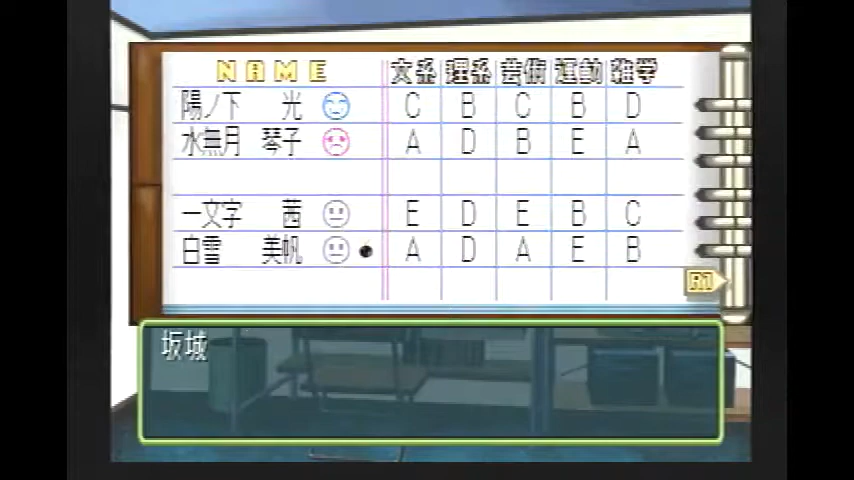 NAME 文系 理系 芸術 運動 雑学
陽ノ下 光 C B C B D
水無月 琴子 A D B E A
一文字 茜 E D E B C
白雪 美帆 A D A E B
R1
坂城